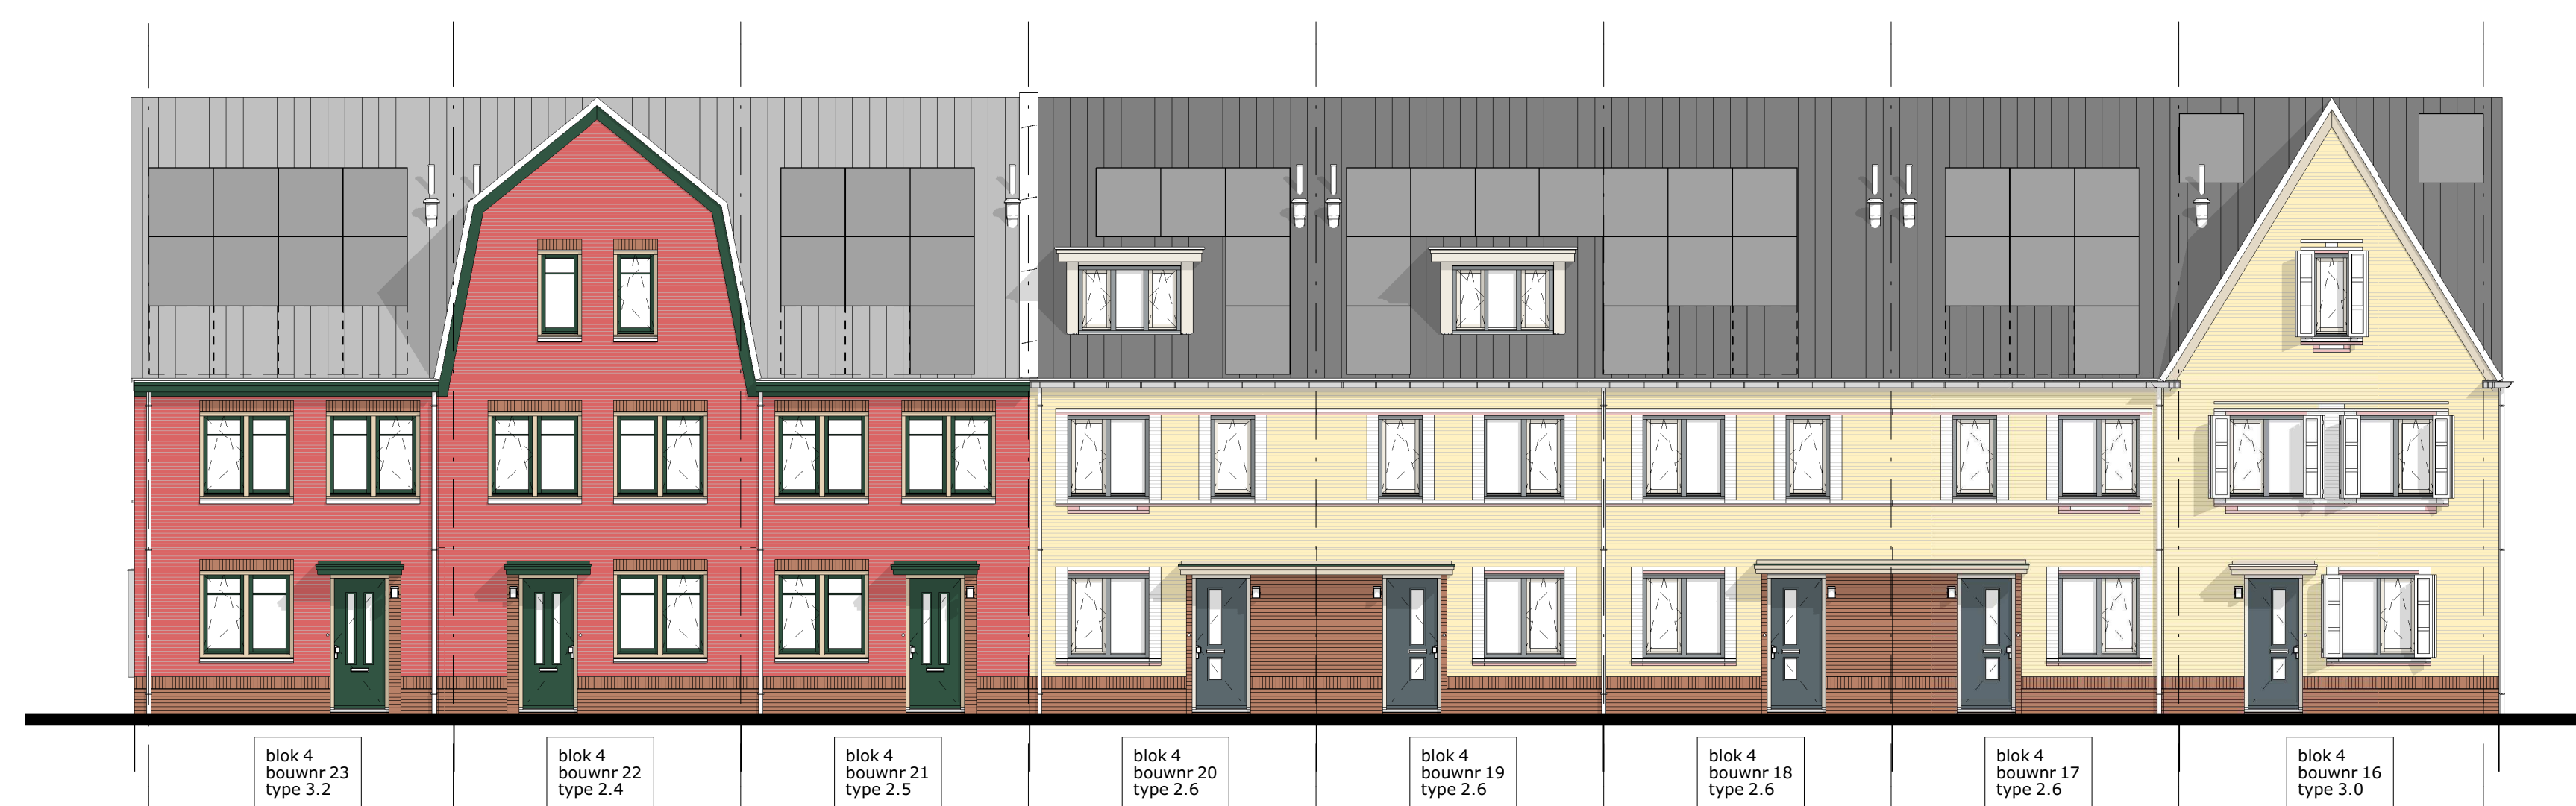 blok 4
bouwnr 23
type 3.2
blok 4
bouwnr 22
type 2.4
blok 4
bouwnr 21
type 2.5
blok 4
bouwnr 20
type 2.6
blok 4
bouwnr 19
type 2.6
blok 4
bouwnr 18
type 2.6
blok 4
bouwnr 17
type 2.6
blok 4
bouwnr 16
type 3.0